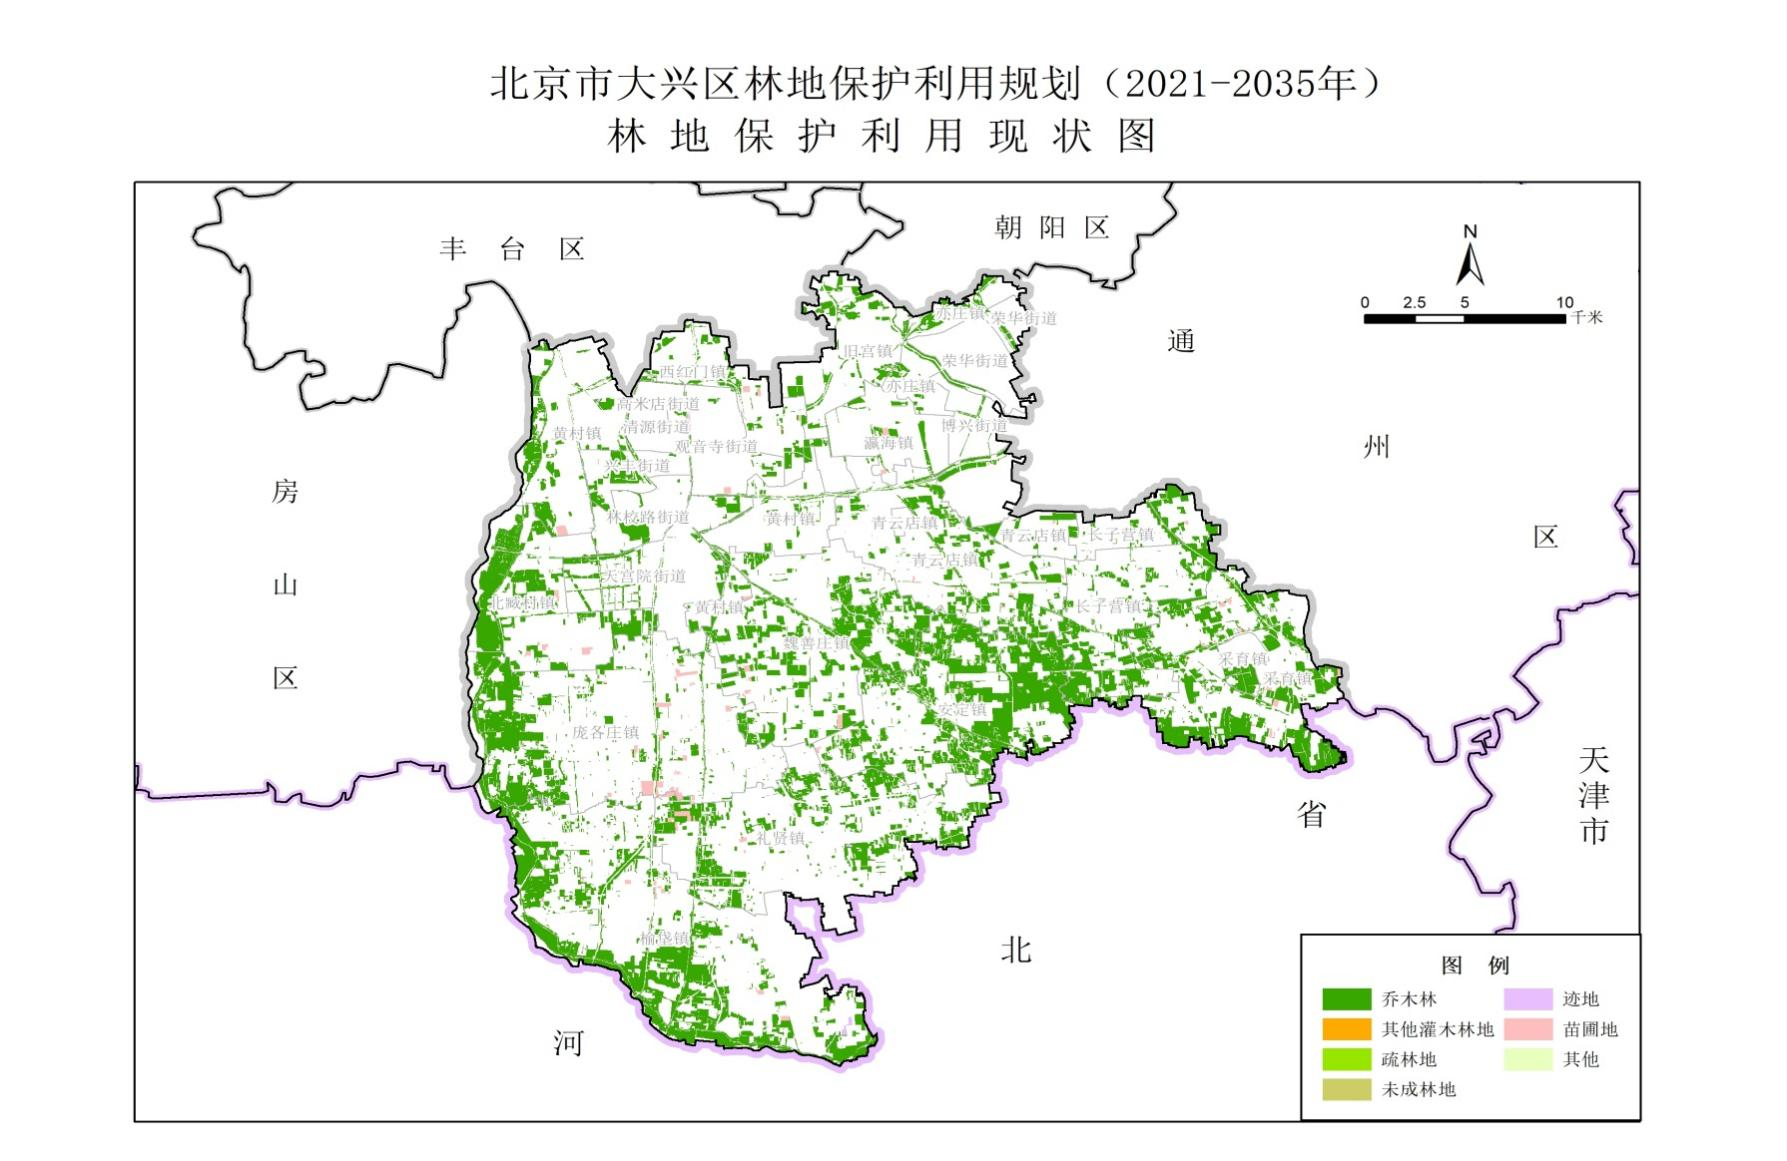 北京市大兴区林地保护利用规划（2021-2035年）
林地保护利用现状图
丰台区
朝阳区
N
0 2.5 5 10 千米
通州区
房山区
天津市
河北省
亦庄镇
荣华街道
旧宫镇
荣华街道
亦庄镇
西红门镇
高米店街道
清源街道
黄村镇
观音寺街道
博兴街道
瀛海镇
兴丰街道
林校路街道
黄村镇
青云店镇
青云店镇
长子营镇
青云店镇
天宫院街道
北臧村镇
黄村镇
长子营镇
魏善庄镇
采育镇
采育镇
安定镇
庞各庄镇
礼贤镇
榆垡镇
图例
乔木林
迹地
其他灌木林地
苗圃地
疏林地
其他
未成林地